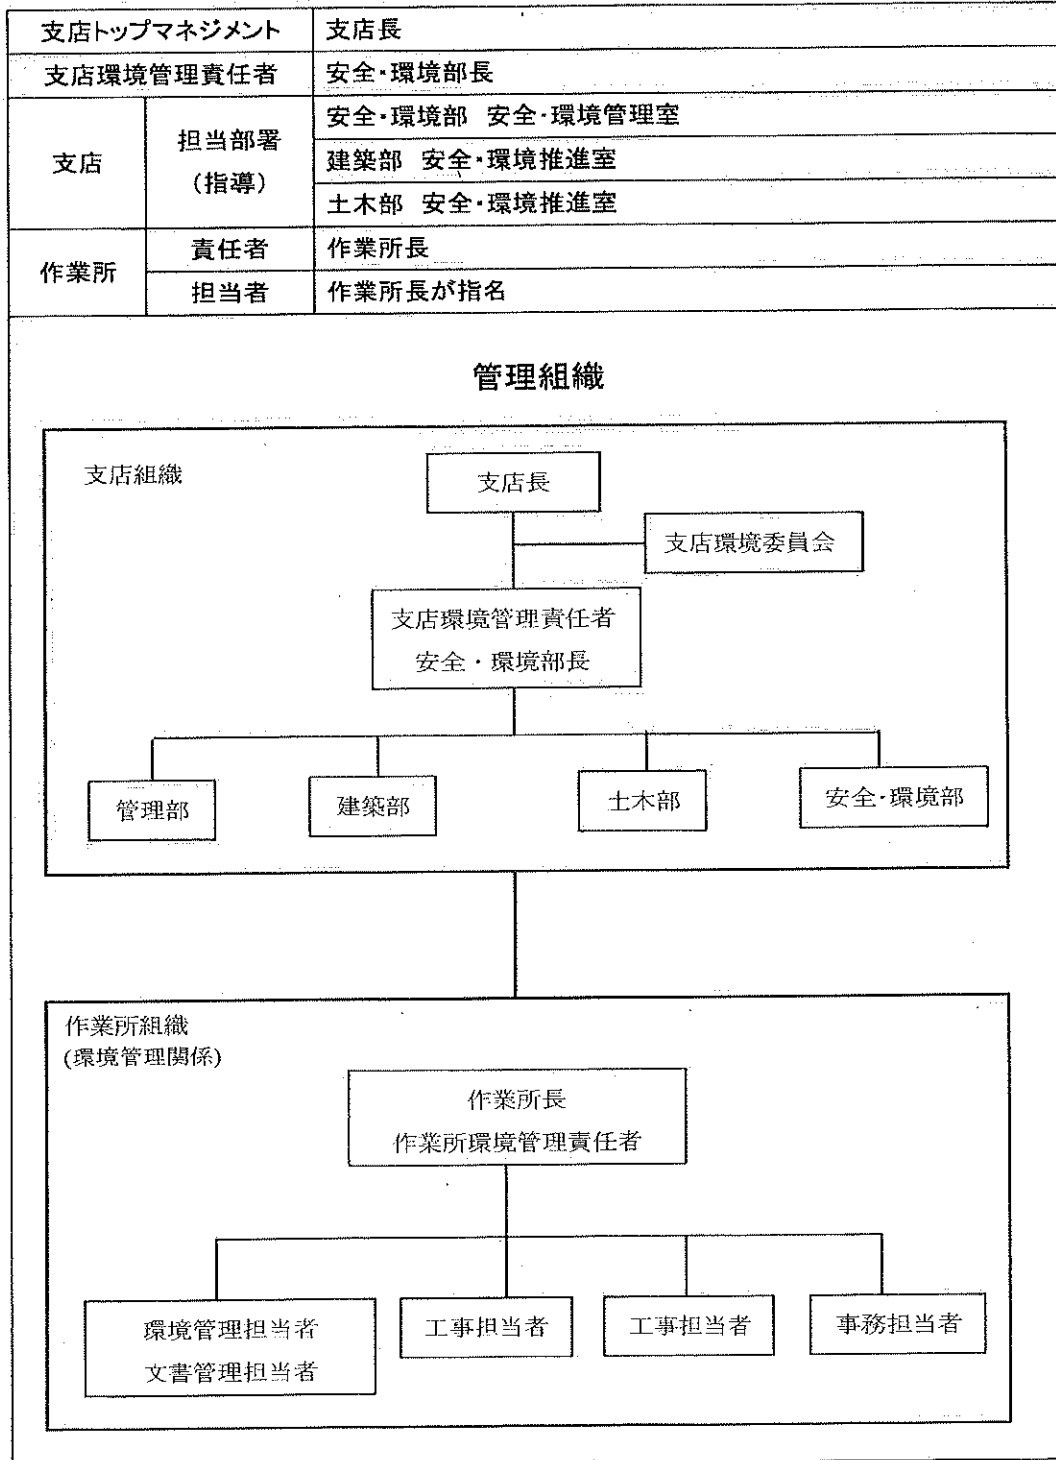 支店トップマネジメント 支店長
支店環境管理責任者 安全・環境部長
支店 担当部署 (指導) 安全・環境部 安全・環境管理室
建築部 安全・環境推進室
土木部 安全・環境推進室
作業所 責任者 作業所長
担当者 作業所長が指名
管理組織
支店組織
支店長
支店環境委員会
支店環境管理責任者
安全・環境部長
管理部 建築部 土木部 安全・環境部
作業所組織
(環境管理関係)
作業所長
作業所環境管理責任者
環境管理担当者
文書管理担当者
工事担当者 工事担当者 事務担当者